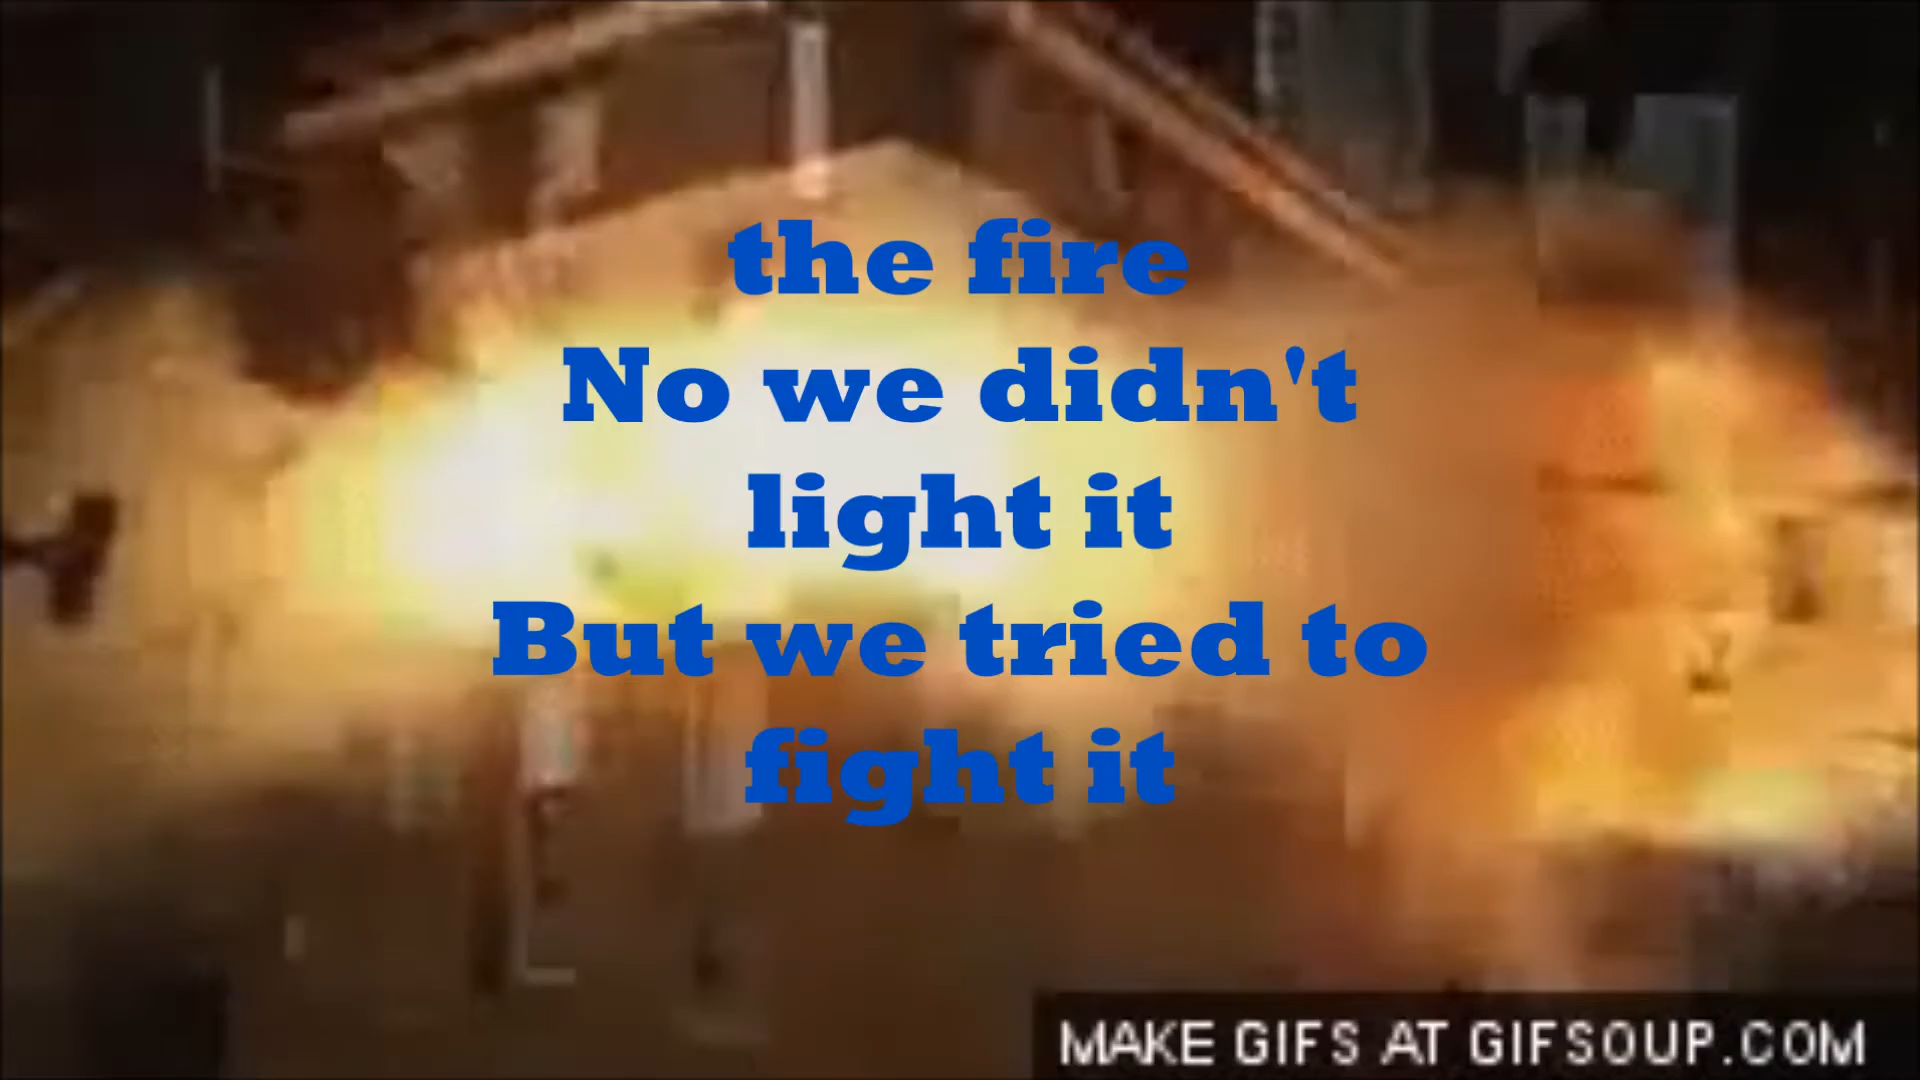 the fire
No we didn't
light it
But we tried to
fight it
MAKE GIFS AT GIFSOUP.COM